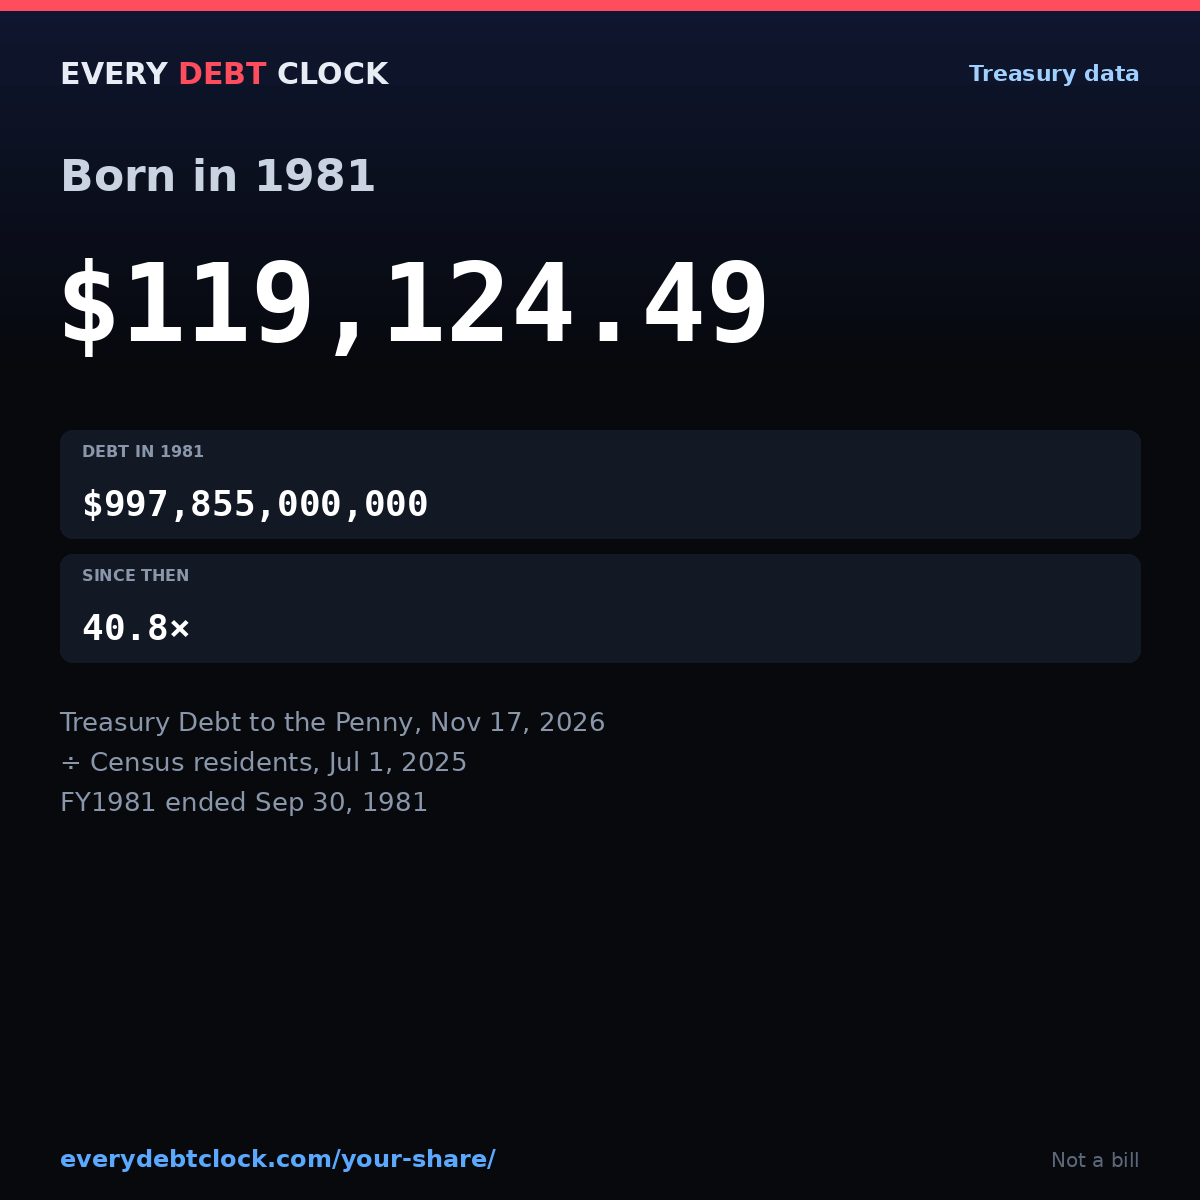 EVERY DEBT CLOCK
Treasury data
Born in 1981
$119,124.49
DEBT IN 1981
$997,855,000,000
SINCE THEN
40.8×
Treasury Debt to the Penny, Nov 17, 2026
÷ Census residents, Jul 1, 2025
FY1981 ended Sep 30, 1981
everydebtclock.com/your-share/
Not a bill